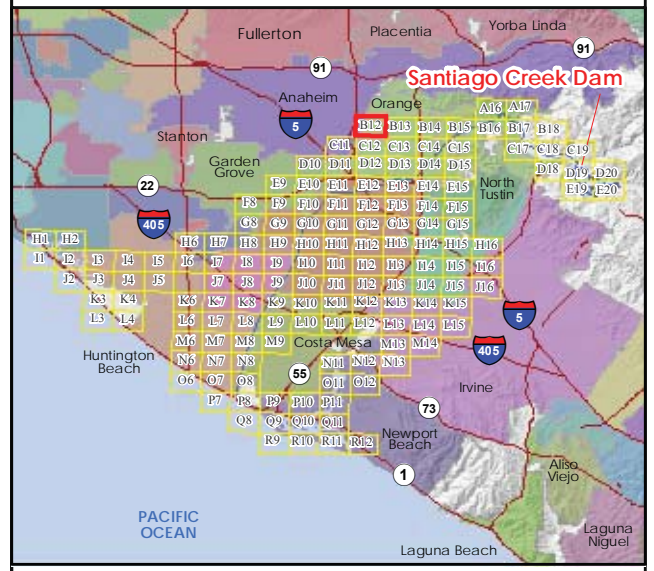 Fullerton
Placentia
Yorba Linda
91
91
Santiago Creek Dam
Anaheim
Orange
A16 A17
5
B12 B13 B14 B15 B16 B17 B18
Stanton
C11 C12 C13 C14 C15 C17 C18 C19
Garden
Grove
D10 D11 D12 D13 D14 D15 D18 D19 D20
22
E9 E10 E11 E12 E13 E14 E15 E19 E20
North
Tustin
F8 F9 F10 F11 F12 F13 F14 F15
405
G8 G9 G10 G11 G12 G13 G14 G15
H1 H2 H6 H7 H8 H9 H10 H11 H12 H13 H14 H15 H16
I1 I2 I3 I4 I5 I6 I7 I8 I9 I10 I11 I12 I13 I14 I15 I16
J2 J3 J4 J5 J6 J7 J8 J9 J10 J11 J12 J13 J14 J15 J16
K3 K4 K6 K7 K8 K9 K10 K11 K12 K13 K14 K15
5
L3 L4 L6 L7 L8 L9 L10 L11 L12 L13 L14 L15
M6 M7 M8 M9 Costa Mesa M13 M14
405
Huntington
Beach
N6 N7 N8 N11 N12 N13
55
O6 O7 O8 O11 O12
Irvine
P7 P8 P9 P10 P11
73
Q8 Q9 Q10 Q11
Newport
Beach
R9 R10 R11 R12
1
Aliso
Viejo
PACIFIC
OCEAN
Laguna
Niguel
Laguna Beach